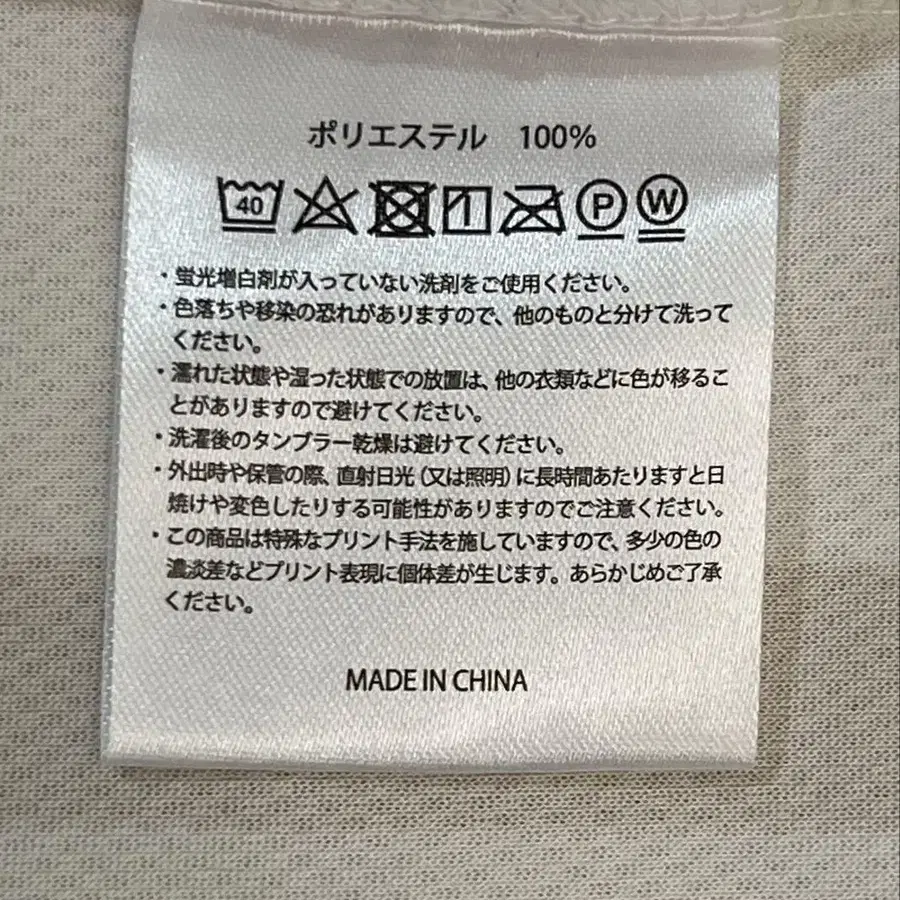 ポリエステル 100%
40 P W
・蛍光増白剤が入っていない洗剤をご使用ください。
・色落ちや移染の恐れがありますので、他のものと分けて洗って
ください。
・濡れた状態や湿った状態での放置は、他の衣類などに色が移るこ
とがありますので避けてください。
・洗濯後のタンブラー乾燥は避けてください。
・外出時や保管の際、直射日光(又は照明)に長時間あたりますと日
焼けや変色したりする可能性がありますのでご注意ください。
・この商品は特殊なプリント手法を施していますので、多少の色の
濃淡差などプリント表現に個体差が生じます。あらかじめご了承
ください。
MADE IN CHINA